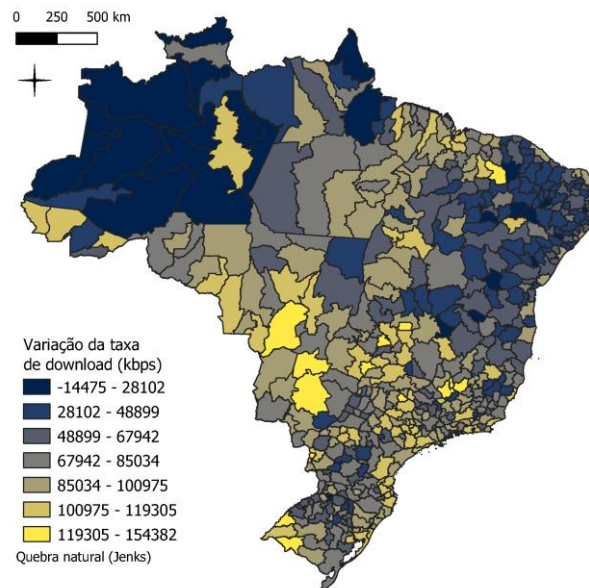 0 250 500 km
Variação da taxa
de download (kbps)
-14475 - 28102
28102 - 48899
48899 - 67942
67942 - 85034
85034 - 100975
100975 - 119305
119305 - 154382
Quebra natural (Jenks)